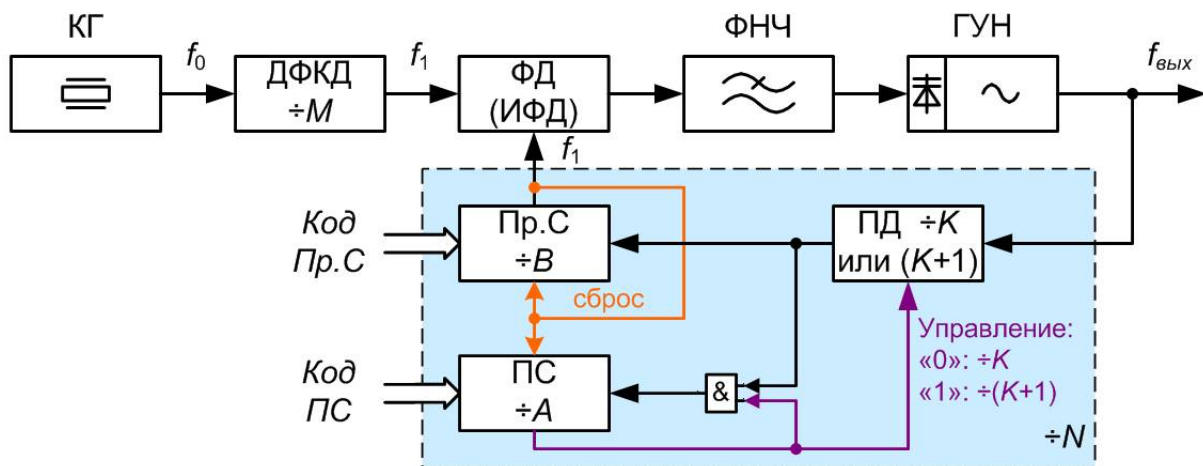 КГ
ФНЧ
ГУН
f₀
ДФКД
÷M
f₁
ФД
(ИФД)
fвых
f₁
Код
Пр.С
Пр.С
÷B
ПД ÷K
или (K+1)
сброс
Управление:
«0»: ÷K
«1»: ÷(K+1)
Код
ПС
ПС
÷A
&
÷N